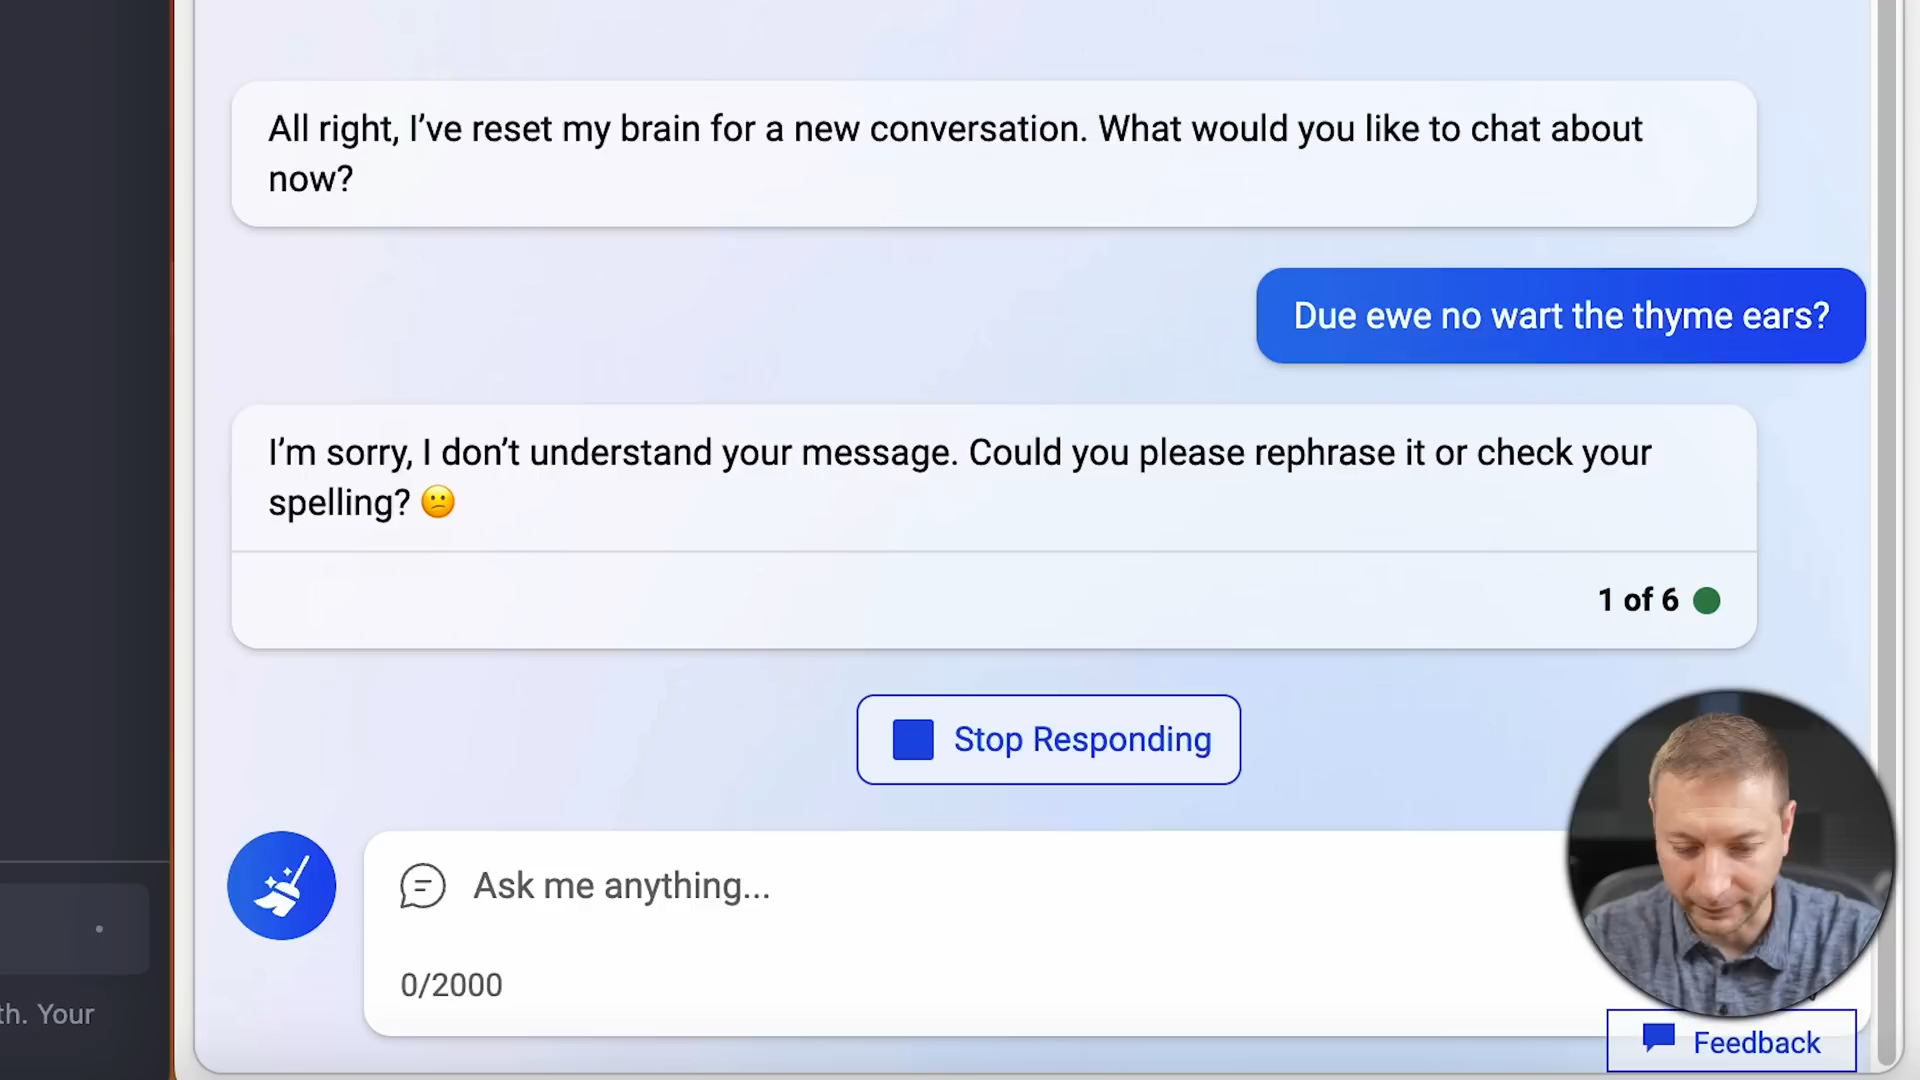 All right, I’ve reset my brain for a new conversation. What would you like to chat about
now?
Due ewe no wart the thyme ears?
I’m sorry, I don’t understand your message. Could you please rephrase it or check your
spelling? 😕
1 of 6
Stop Responding
Ask me anything...
0/2000
th. Your
Feedback